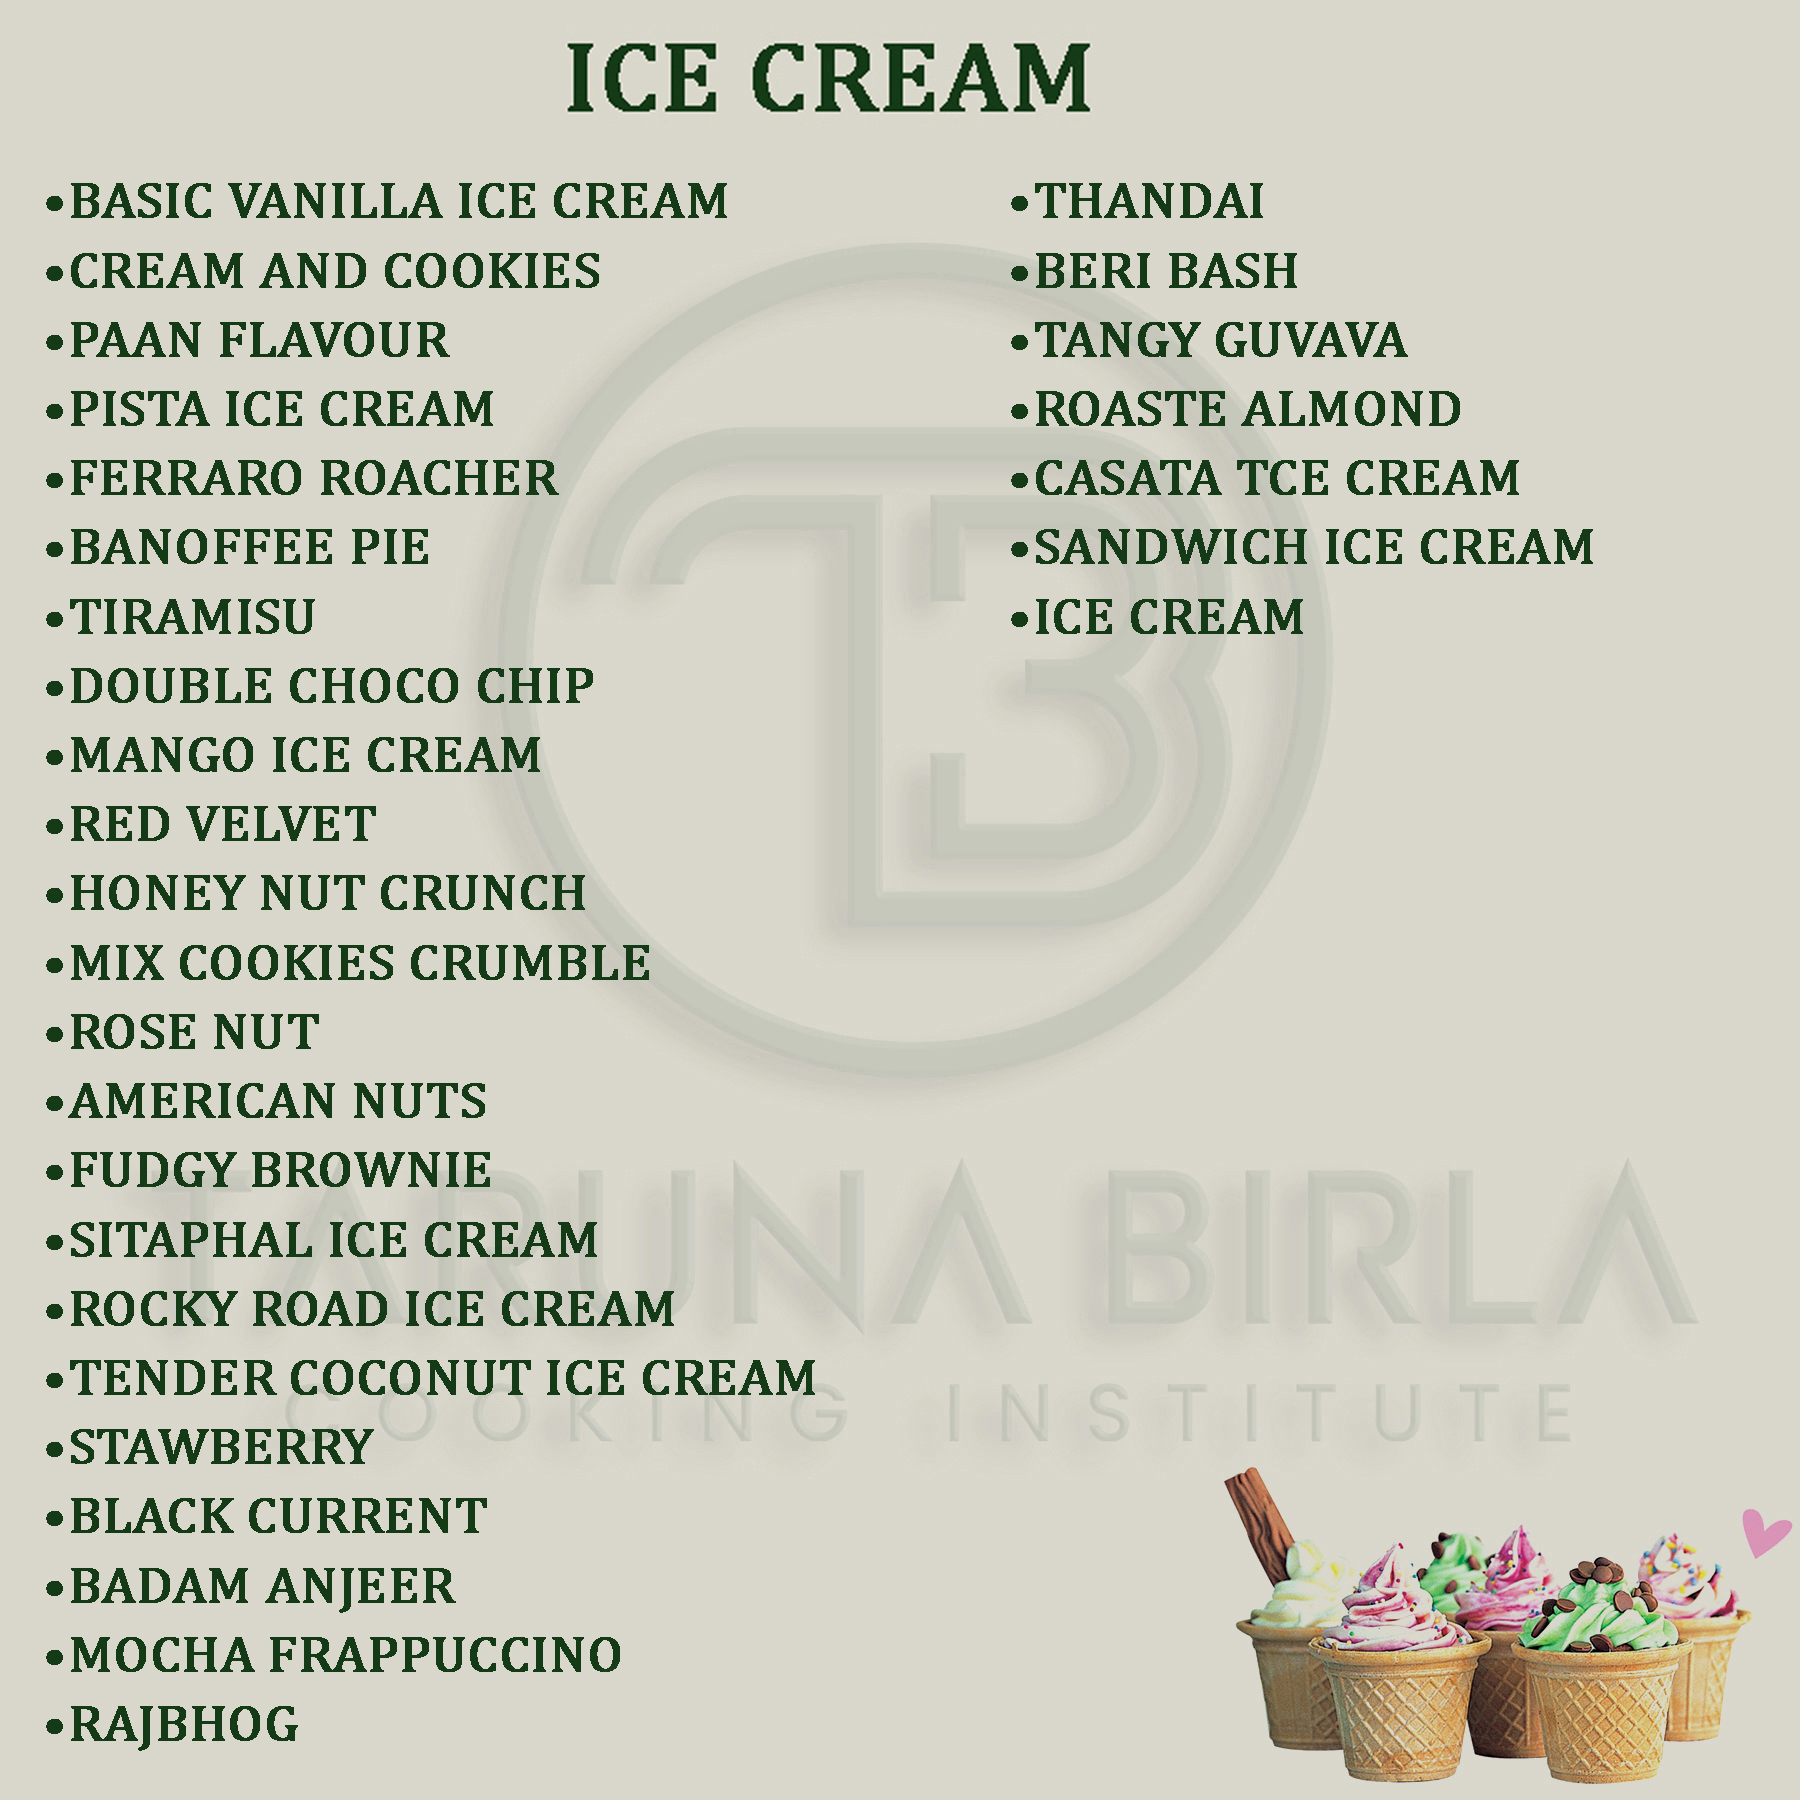 ICE CREAM
•BASIC VANILLA ICE CREAM
•CREAM AND COOKIES
•PAAN FLAVOUR
•PISTA ICE CREAM
•FERRARO ROACHER
•BANOFFEE PIE
•TIRAMISU
•DOUBLE CHOCO CHIP
•MANGO ICE CREAM
•RED VELVET
•HONEY NUT CRUNCH
•MIX COOKIES CRUMBLE
•ROSE NUT
•AMERICAN NUTS
•FUDGY BROWNIE
•SITAPHAL ICE CREAM
•ROCKY ROAD ICE CREAM
•TENDER COCONUT ICE CREAM
•STAWBERRY
•BLACK CURRENT
•BADAM ANJEER
•MOCHA FRAPPUCCINO
•RAJBHOG
•THANDAI
•BERI BASH
•TANGY GUVAVA
•ROASTE ALMOND
•CASATA TCE CREAM
•SANDWICH ICE CREAM
•ICE CREAM
TB
TARUNA BIRLA
COOKING INSTITUTE